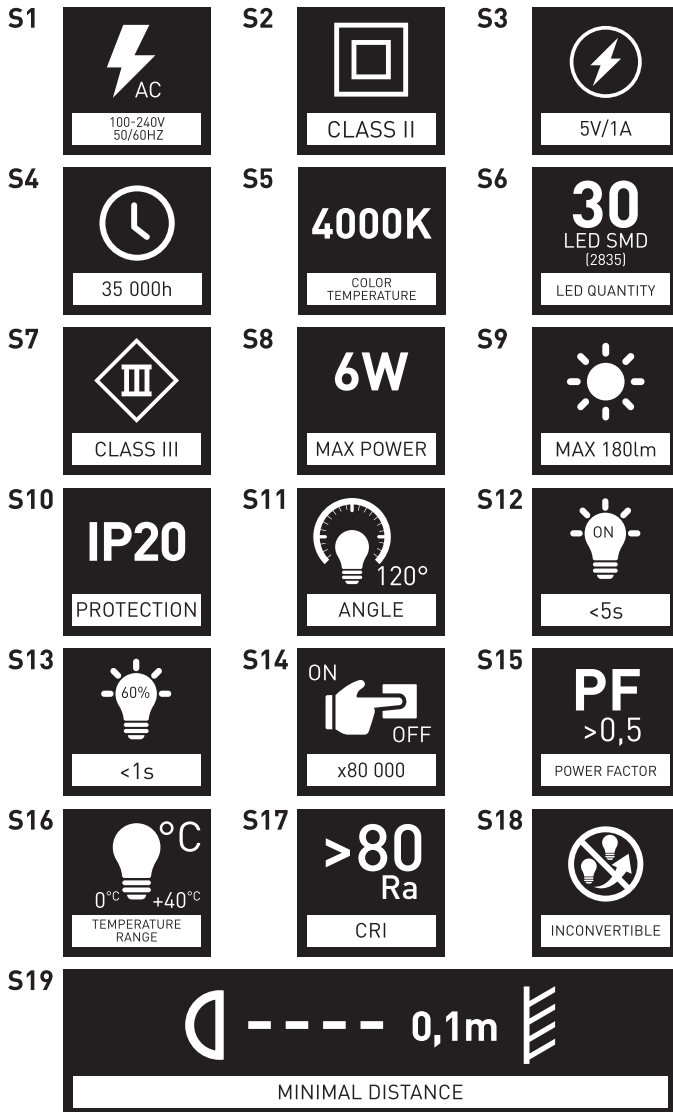 S1
AC
100-240V
50/60HZ
S2
CLASS II
S3
5V/1A
S4
35 000h
S5
4000K
COLOR
TEMPERATURE
S6
30
LED SMD
(2835)
LED QUANTITY
S7
III
CLASS III
S8
6W
MAX POWER
S9
MAX 180lm
S10
IP20
PROTECTION
S11
120°
ANGLE
S12
ON
<5s
S13
60%
<1s
S14
ON
OFF
x80 000
S15
PF
>0,5
POWER FACTOR
S16
°C
0°C +40°C
TEMPERATURE
RANGE
S17
>80
Ra
CRI
S18
INCONVERTIBLE
S19
0,1m
MINIMAL DISTANCE